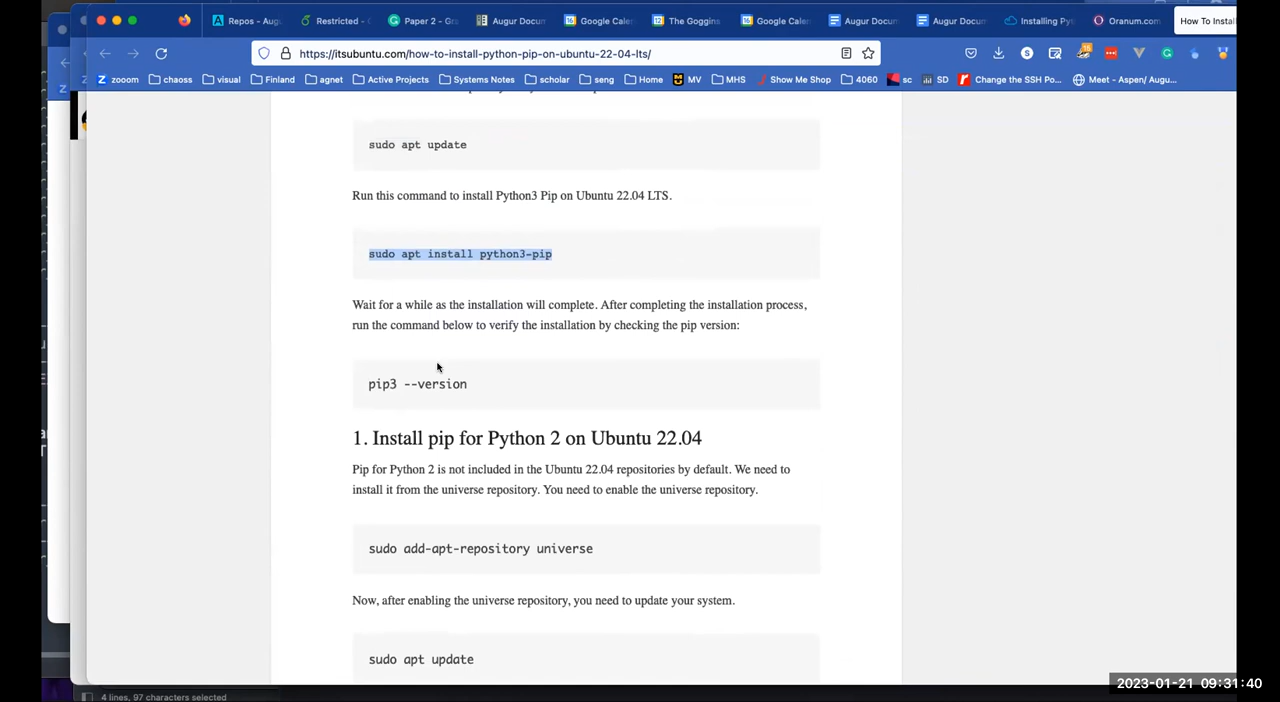 Repos - Aug
Restricted -
Paper 2 - Gra
Augur Docum
Google Cale
The Goggins
Google Cale
Augur Docu
Augur Docu
Installing Py
Oranum.com
How To Instal
https://itsubuntu.com/how-to-install-python-pip-on-ubuntu-22-04-lts/
zooom
chaoss
visual
Finland
agnet
Active Projects
Systems Notes
scholar
seng
Home
MV
MHS
Show Me Shop
4060
sc
SD
Change the SSH Po...
Meet - Aspen/ Augu...
sudo apt update
Run this command to install Python3 Pip on Ubuntu 22.04 LTS.
sudo apt install python3-pip
Wait for a while as the installation will complete. After completing the installation process,
run the command below to verify the installation by checking the pip version:
pip3 --version
1. Install pip for Python 2 on Ubuntu 22.04
Pip for Python 2 is not included in the Ubuntu 22.04 repositories by default. We need to
install it from the universe repository. You need to enable the universe repository.
sudo add-apt-repository universe
Now, after enabling the universe repository, you need to update your system.
sudo apt update
4 lines, 97 characters selected
2023-01-21 09:31:40